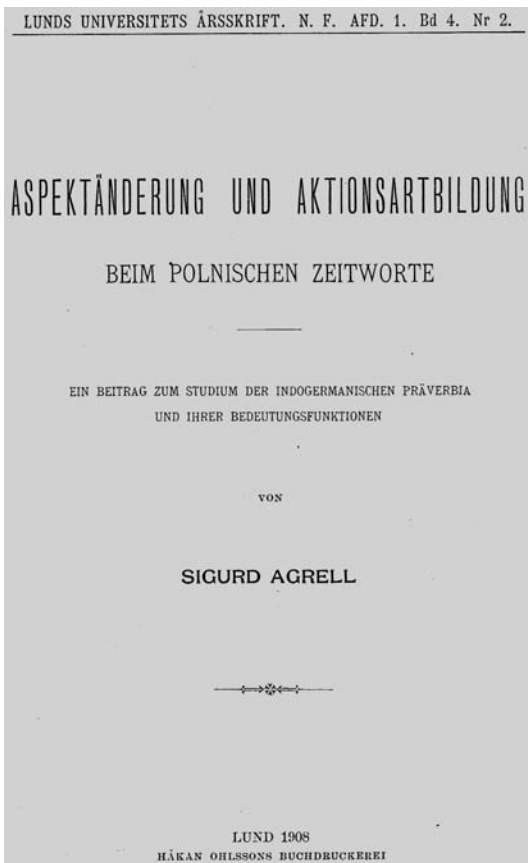 LUNDS UNIVERSITETS ÅRSSKRIFT. N. F. AFD. 1. Bd 4. Nr 2.
ASPEKTÄNDERUNG UND AKTIONSARTBILDUNG
BEIM POLNISCHEN ZEITWORTE
EIN BEITRAG ZUM STUDIUM DER INDOGERMANISCHEN PRÄVERBIA
UND IHRER BEDEUTUNGSFUNKTIONEN
VON
SIGURD AGRELL
LUND 1908
HÅKAN OHLSSONS BUCHDRUCKEREI